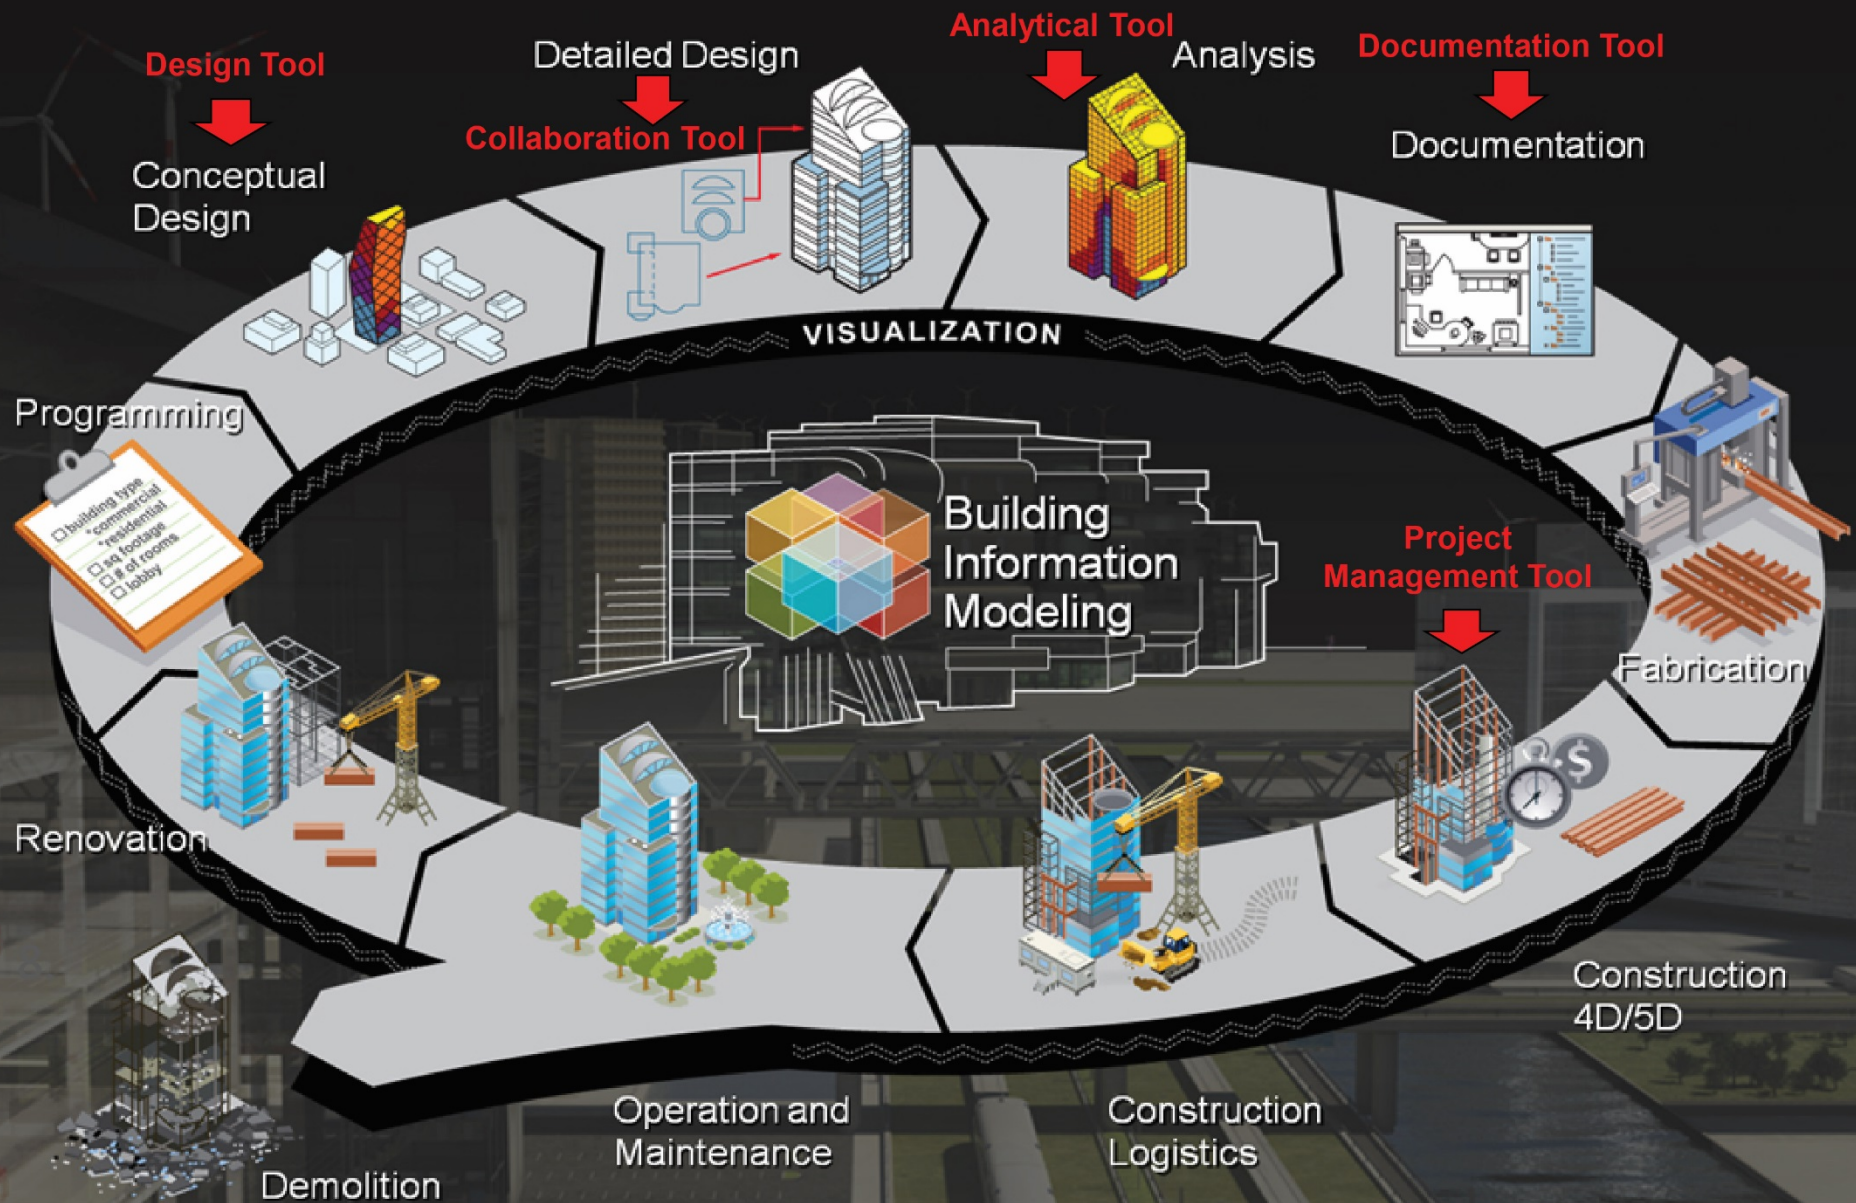 Design Tool
Detailed Design
Collaboration Tool
Analytical Tool
Analysis
Documentation Tool
Documentation
Conceptual
Design
VISUALIZATION
Programming
building type
*commercial
*residential
sq footage
# of rooms
lobby
Building
Information
Modeling
Project
Management Tool
Fabrication
$
Renovation
Construction
4D/5D
Operation and
Maintenance
Construction
Logistics
Demolition